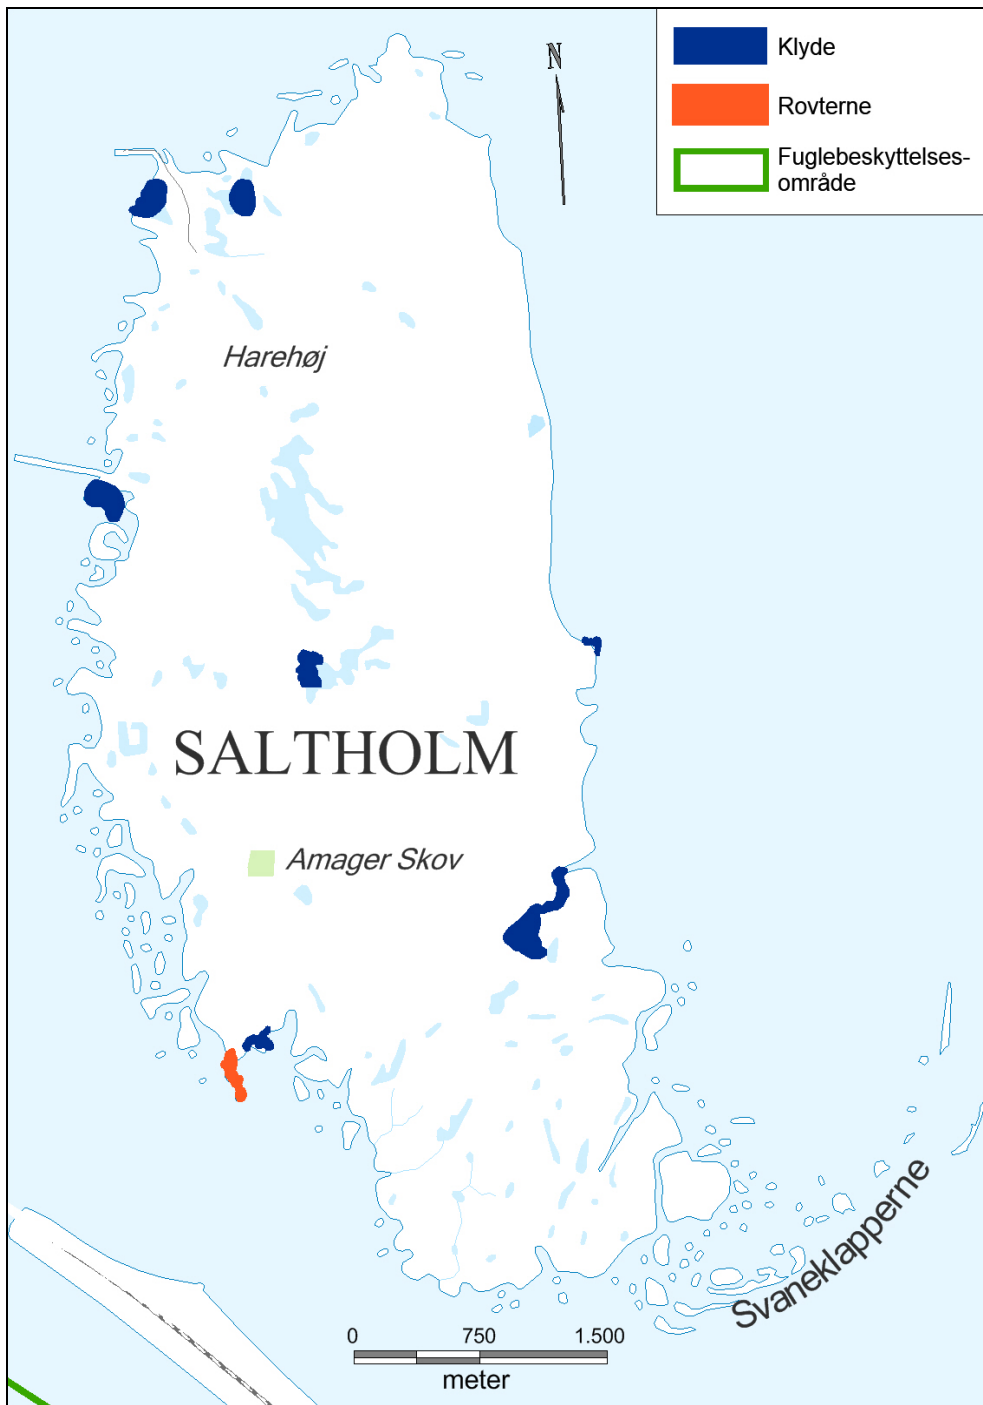 N
Klyde
Rovterne
Fuglebeskyttelses-
område
Harehøj
SALTHOLM
Amager Skov
Svaneklapperne
0 750 1.500
meter